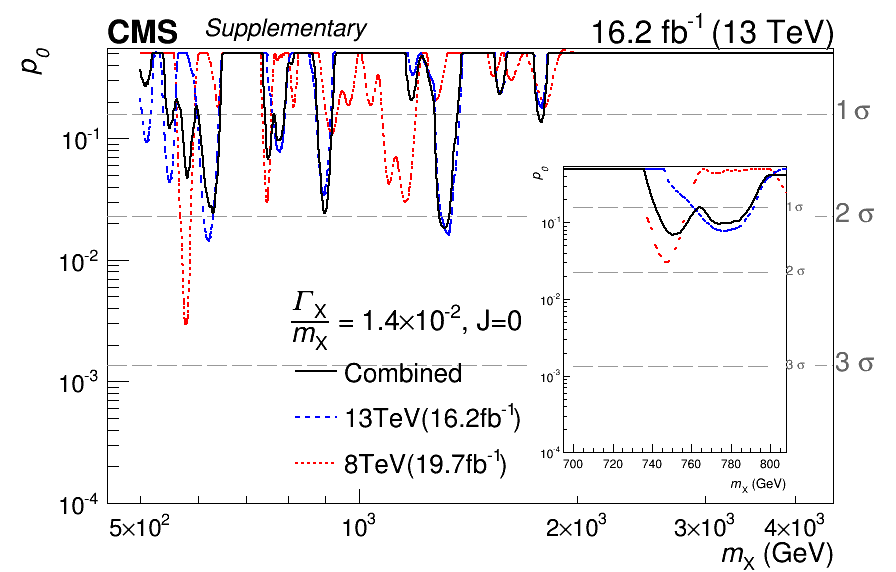 CMS Supplementary 16.2 fb⁻¹ (13 TeV)
p₀
10⁻¹
10⁻²
10⁻³
10⁻⁴
1 σ
2 σ
3 σ
Γ_X / m_X = 1.4×10⁻², J=0
Combined
13TeV(16.2fb⁻¹)
8TeV(19.7fb⁻¹)
p₀
10⁻¹
10⁻²
10⁻³
10⁻⁴
1 σ
2 σ
3 σ
700 720 740 760 780 800
m_X (GeV)
5×10² 10³ 2×10³ 3×10³ 4×10³
m_X (GeV)